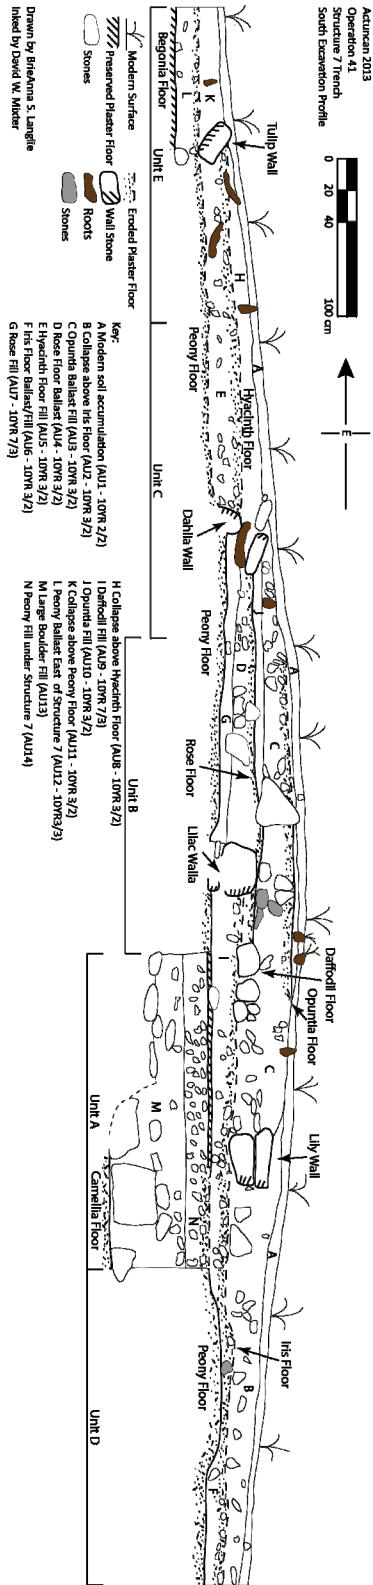 Actuncan 2013
Operation 41
Structure 7 Trench
South Excavation Profile
0 20 40 100 cm
E
Tulip Wall
Daffodil Floor
Opuntia Floor
Lily Wall
Iris Floor
A
A
A
K
H
Hyacinth Floor
C
C
B
L
E
D
I
G
F
Begonia Floor
Peony Floor
Dahlia Wall
Peony Floor
Rose Floor
Lilac Walla
M
N
Peony Floor
Camellia Floor
Unit E
Unit C
Unit B
Unit A
Unit D
Modern Surface
Eroded Plaster Floor
Preserved Plaster Floor
Wall Stone
Roots
Stones
Stones
Drawn by BrieAnne S. Langlie
Inked by David W. Mixter
Key:
A Modern soil accumulation (AU1 - 10YR 2/2)
B Collapse above Iris Floor (AU2 - 10YR 3/2)
C Opuntia Ballast Fill (AU3 - 10YR 3/2)
D Rose Floor Ballast (AU4 - 10YR 3/2)
E Hyacinth Floor Fill (AU5 - 10YR 3/2)
F Iris Floor Ballast/Fill (AU6 - 10YR 3/2)
G Rose Fill (AU7 - 10YR 7/3)
H Collapse above Hyacinth Floor (AU8 - 10YR 3/2)
I Daffodil Fill (AU9 - 10YR 7/3)
J Opuntia Fill (AU10 - 10YR 3/2)
K Collapse above Peony Floor (AU11 - 10YR 3/2)
L Peony Ballast East of Structure 7 (AU12 - 10YR3/3)
M Large Boulder Fill (AU13)
N Peony Fill under Structure 7 (AU14)